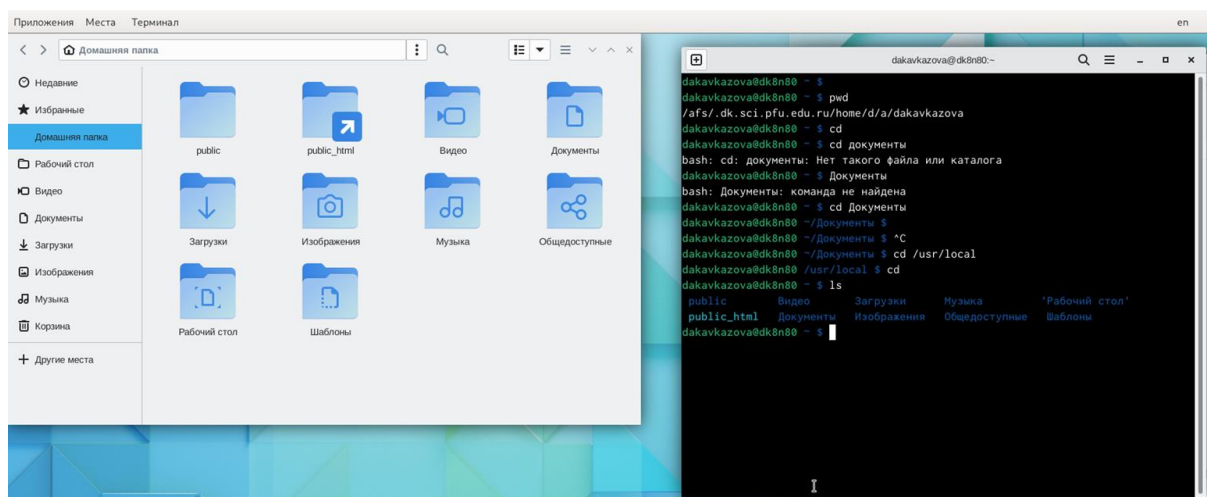 Приложения Места Терминал en
Домашняя папка
Недавние
Избранные
Домашняя папка
Рабочий стол
Видео
Документы
Загрузки
Изображения
Музыка
Корзина
Другие места
public public_html Видео Документы
Загрузки Изображения Музыка Общедоступные
Рабочий стол Шаблоны
dakavkazova@dk8n80:~
dakavkazova@dk8n80 ~ $
dakavkazova@dk8n80 ~ $ pwd
/afs/.dk.sci.pfu.edu.ru/home/d/a/dakavkazova
dakavkazova@dk8n80 ~ $ cd
dakavkazova@dk8n80 ~ $ cd документы
bash: cd: документы: Нет такого файла или каталога
dakavkazova@dk8n80 ~ $ Документы
bash: Документы: команда не найдена
dakavkazova@dk8n80 ~ $ cd Документы
dakavkazova@dk8n80 ~/Документы $
dakavkazova@dk8n80 ~/Документы $ ^C
dakavkazova@dk8n80 ~/Документы $ cd /usr/local
dakavkazova@dk8n80 /usr/local $ cd
dakavkazova@dk8n80 ~ $ ls
public Видео Загрузки Музыка 'Рабочий стол'
public_html Документы Изображения Общедоступные Шаблоны
dakavkazova@dk8n80 ~ $